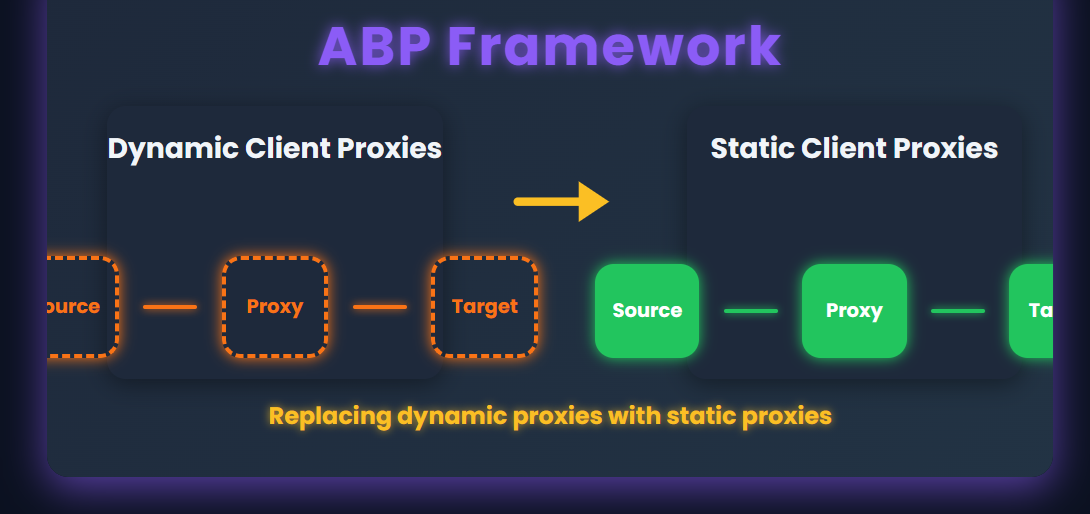 ABP Framework
Dynamic Client Proxies
Static Client Proxies
ource
Proxy
Target
Source
Proxy
Ta
Replacing dynamic proxies with static proxies